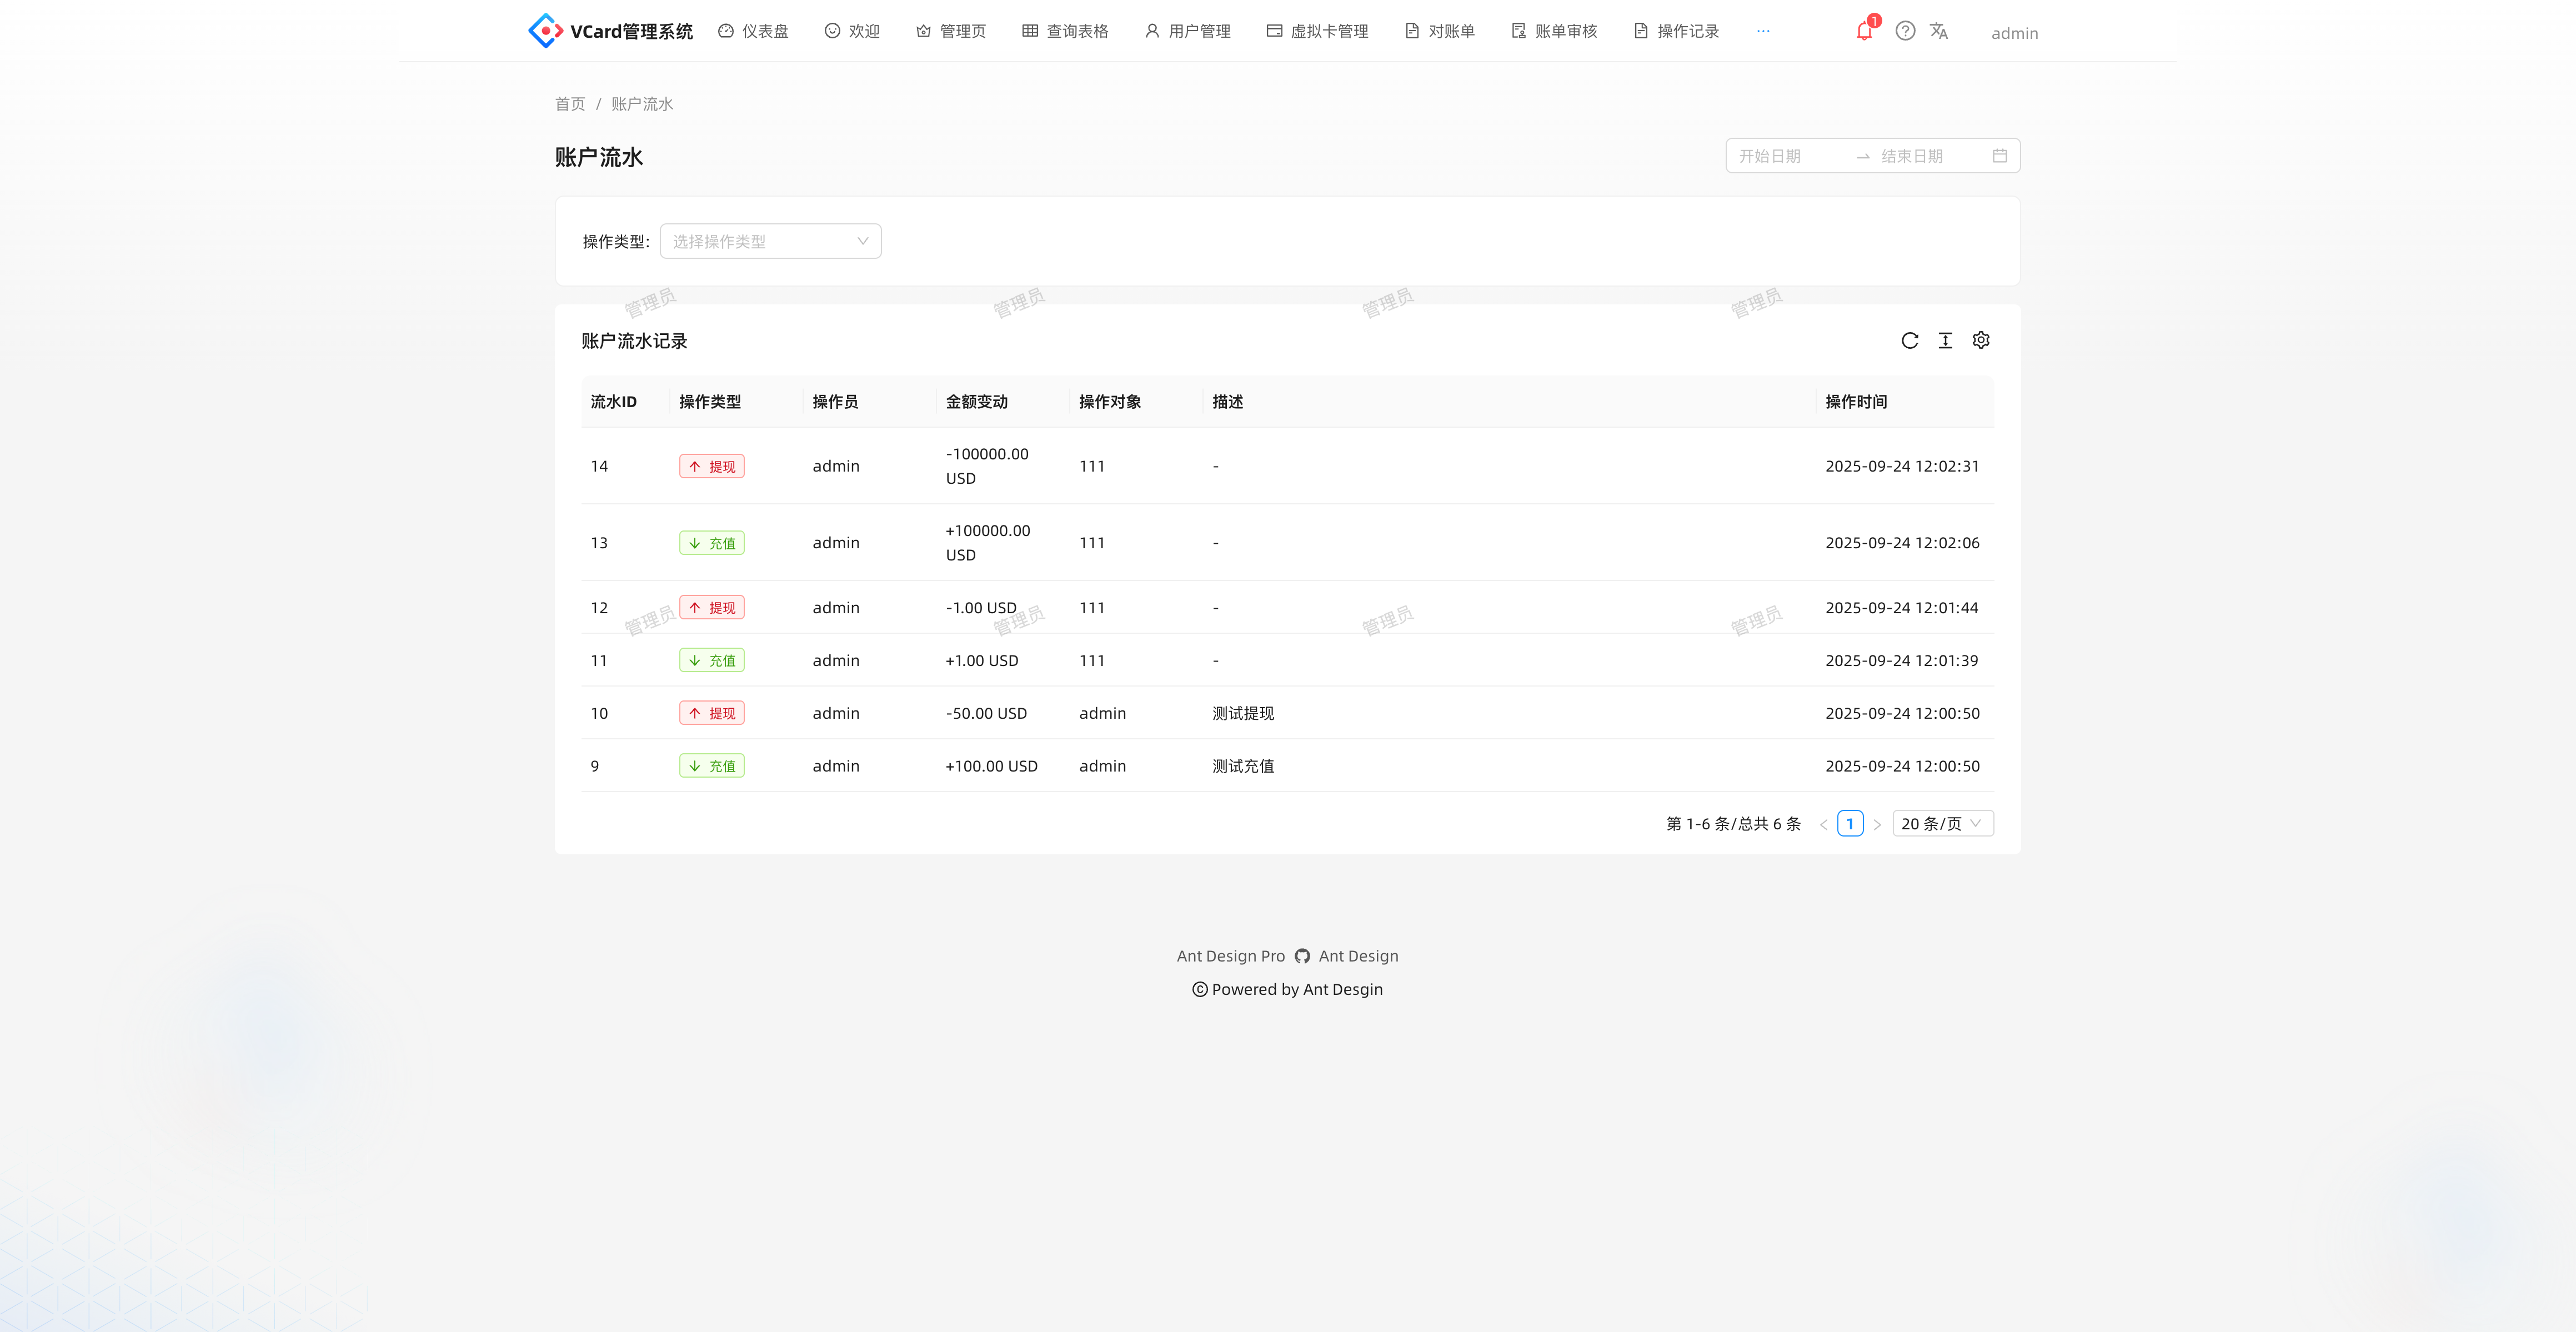 VCard管理系统 仪表盘 欢迎 管理页 查询表格 用户管理 虚拟卡管理 对账单 账单审核 操作记录 ··· 1 admin
首页 / 账户流水
账户流水 开始日期 结束日期
操作类型: 选择操作类型
管理员 管理员 管理员 管理员
账户流水记录
流水ID 操作类型 操作员 金额变动 操作对象 描述 操作时间
14 提现 admin -100000.00 USD 111 - 2025-09-24 12:02:31
13 充值 admin +100000.00 USD 111 - 2025-09-24 12:02:06
12 提现 admin -1.00 USD 111 - 2025-09-24 12:01:44
管理员 管理员 管理员 管理员
11 充值 admin +1.00 USD 111 - 2025-09-24 12:01:39
10 提现 admin -50.00 USD admin 测试提现 2025-09-24 12:00:50
9 充值 admin +100.00 USD admin 测试充值 2025-09-24 12:00:50
第 1-6 条/总共 6 条 1 20 条/页
Ant Design Pro Ant Design
© Powered by Ant Desgin